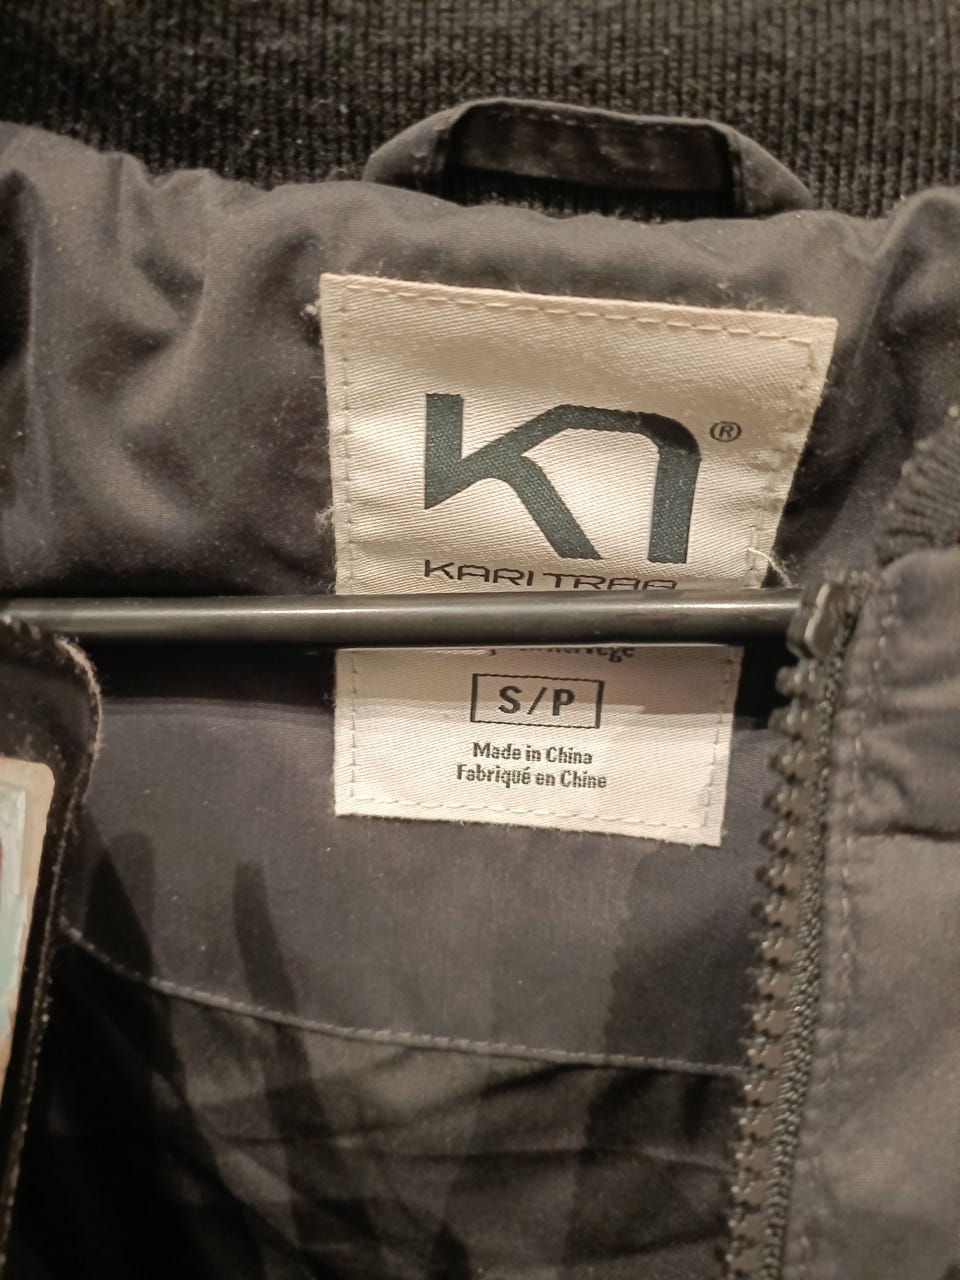 ®
KARI TRAA
S/P
Made in China
Fabriqué en Chine